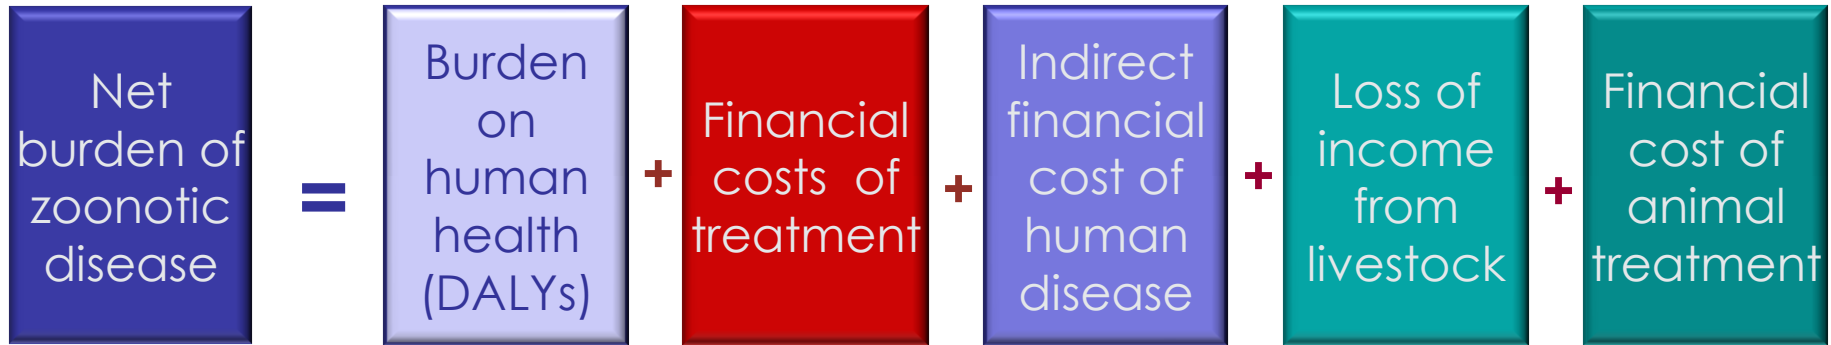 Net
burden of
zoonotic
disease
=
Burden
on
human
health
(DALYs)
+
Financial
costs of
treatment
+
Indirect
financial
cost of
human
disease
+
Loss of
income
from
livestock
+
Financial
cost of
animal
treatment